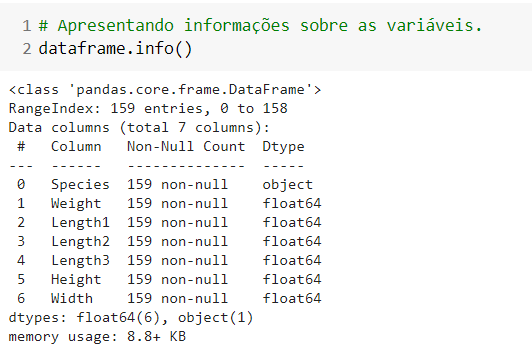 1 # Apresentando informações sobre as variáveis.
2 dataframe.info()
<class 'pandas.core.frame.DataFrame'>
RangeIndex: 159 entries, 0 to 158
Data columns (total 7 columns):
 #   Column   Non-Null Count  Dtype
---  ------   --------------  -----
 0   Species  159 non-null    object
 1   Weight   159 non-null    float64
 2   Length1  159 non-null    float64
 3   Length2  159 non-null    float64
 4   Length3  159 non-null    float64
 5   Height   159 non-null    float64
 6   Width    159 non-null    float64
dtypes: float64(6), object(1)
memory usage: 8.8+ KB